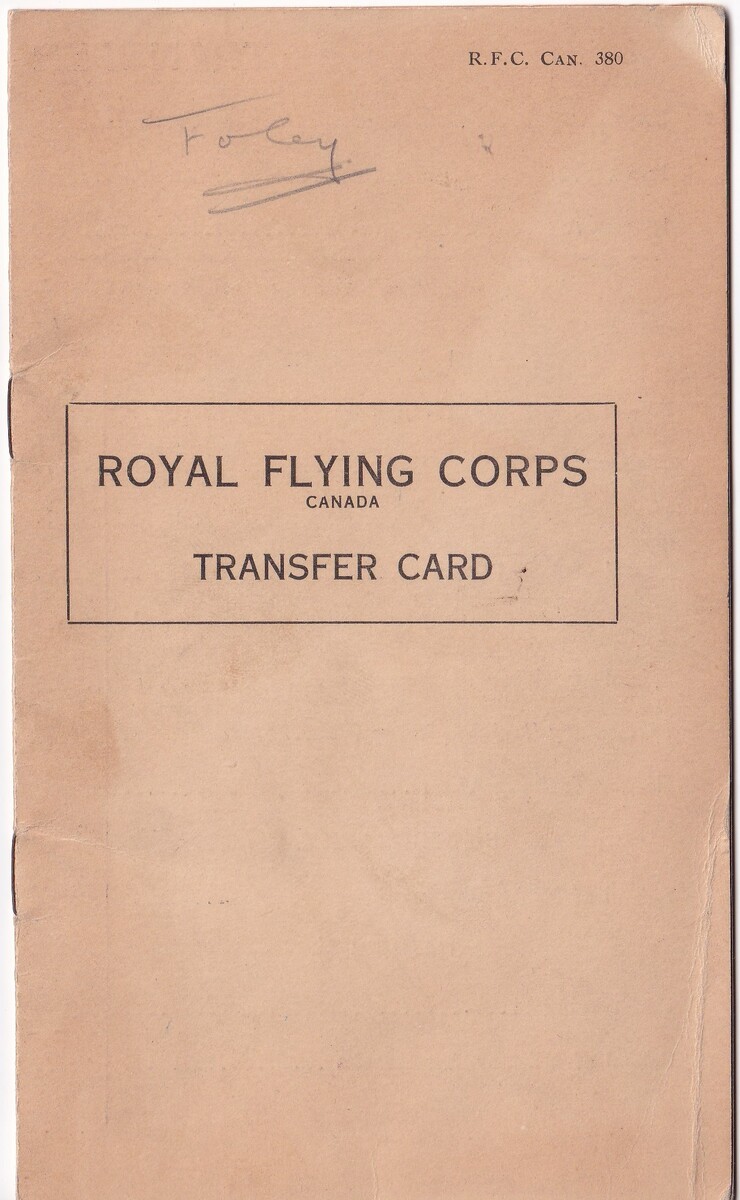 R.F.C. CAN. 380
Foley
ROYAL FLYING CORPS
CANADA
TRANSFER CARD